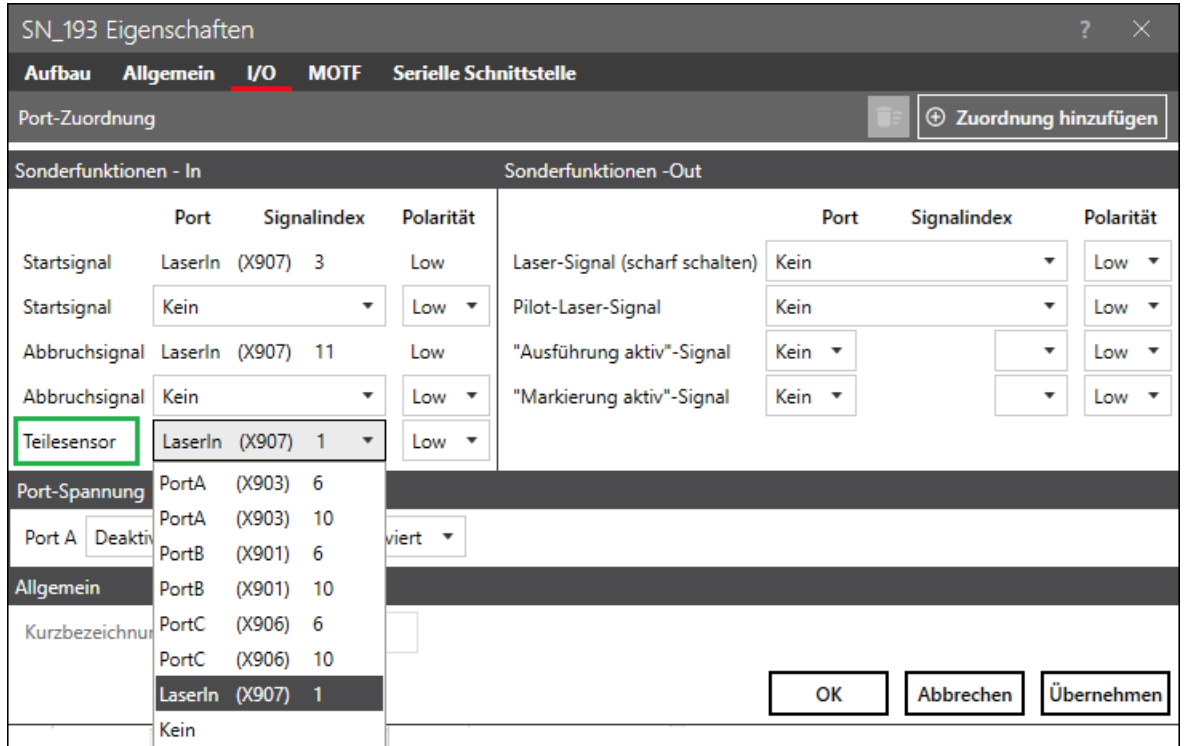 SN_193 Eigenschaften ?
Aufbau Allgemein I/O MOTF Serielle Schnittstelle
Port-Zuordnung Zuordnung hinzufügen
Sonderfunktionen - In Sonderfunktionen -Out
Port Signalindex Polarität Port Signalindex Polarität
Startsignal LaserIn (X907) 3 Low Laser-Signal (scharf schalten) Kein Low
Startsignal Kein Low Pilot-Laser-Signal Kein Low
Abbruchsignal LaserIn (X907) 11 Low "Ausführung aktiv"-Signal Kein Low
Abbruchsignal Kein Low "Markierung aktiv"-Signal Kein Low
Teilesensor LaserIn (X907) 1 Low
PortA (X903) 6
Port-Spannung
PortA (X903) 10
Port A Deaktiv viert
PortB (X901) 6
Allgemein PortB (X901) 10
Kurzbezeichnu PortC (X906) 6
PortC (X906) 10
LaserIn (X907) 1 OK Abbrechen Übernehmen
Kein